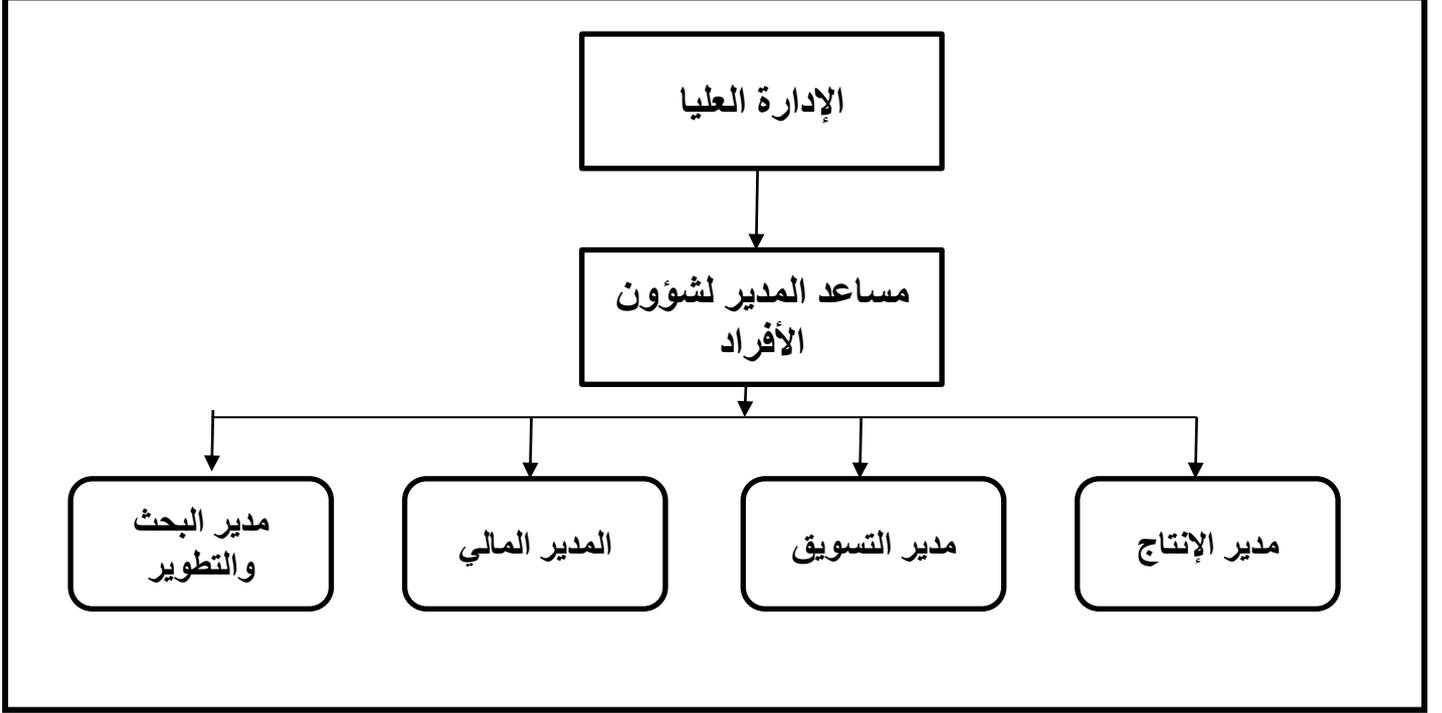 الإدارة العليا
مساعد المدير لشؤون
الأفراد
مدير الإنتاج
مدير التسويق
المدير المالي
مدير البحث
والتطوير